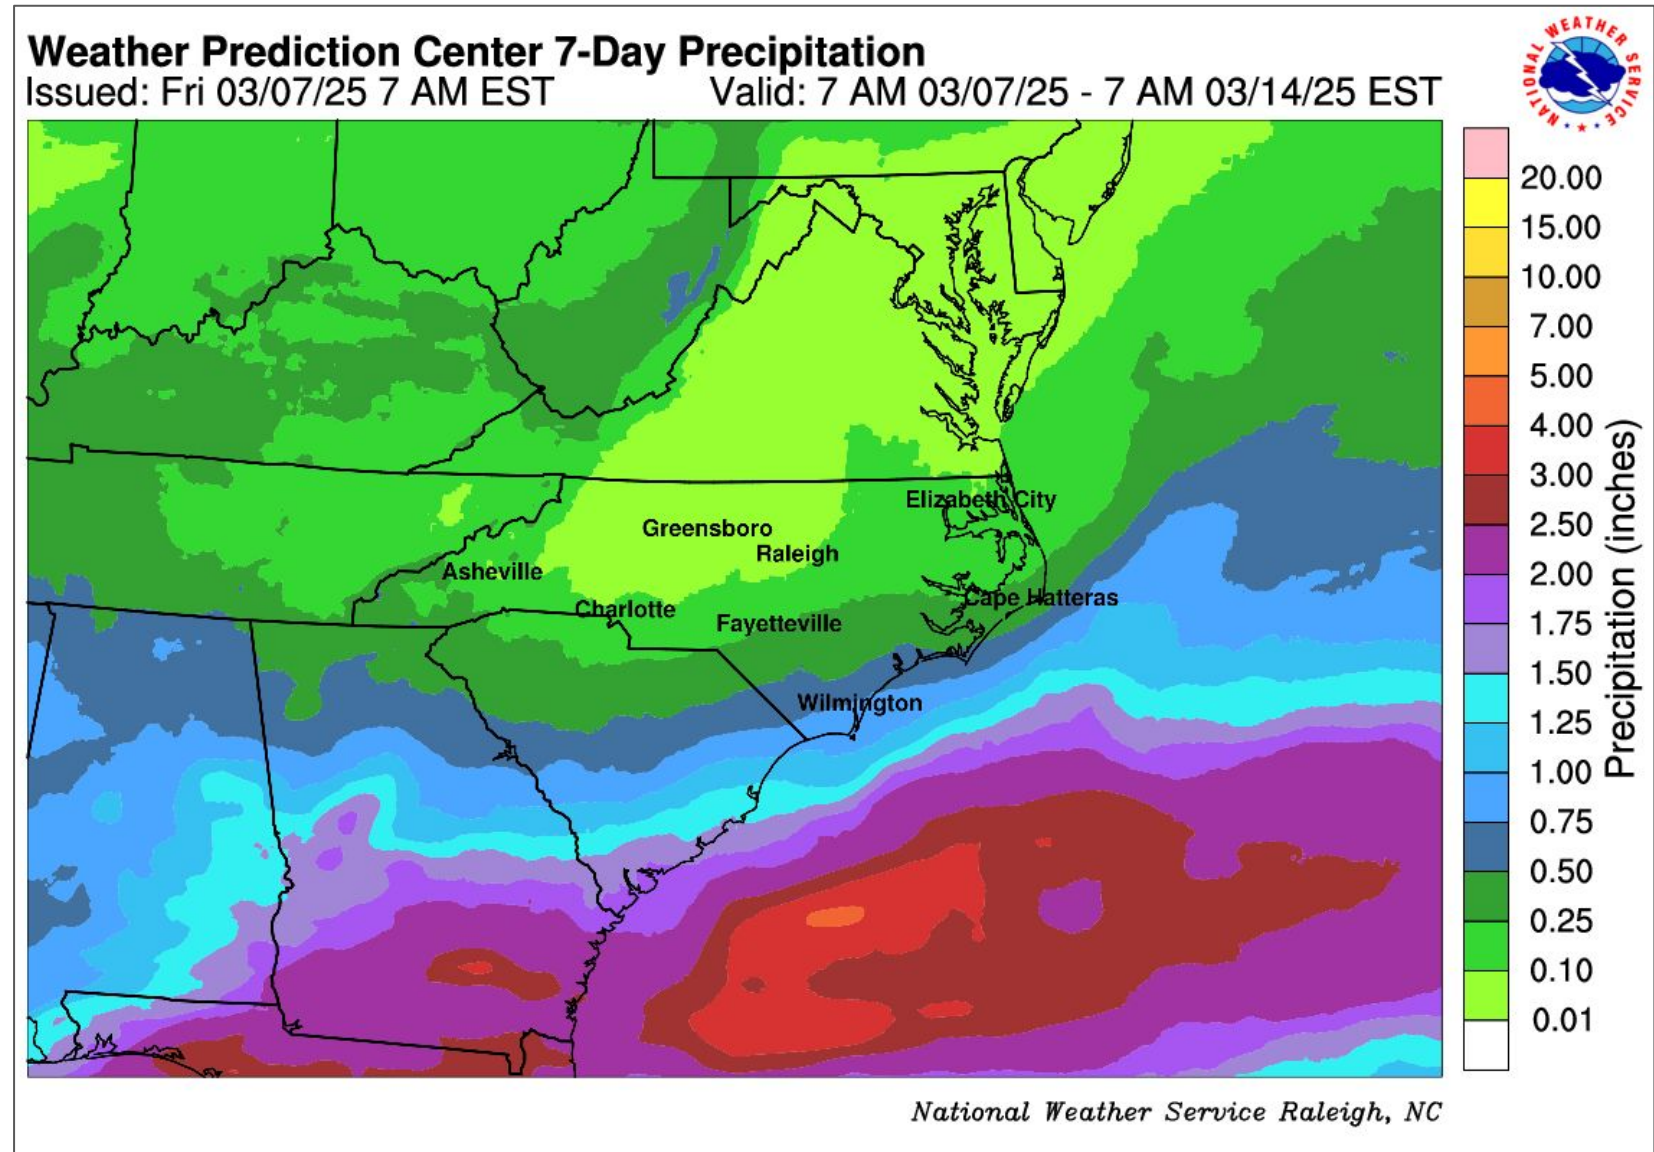 Weather Prediction Center 7-Day Precipitation
Issued: Fri 03/07/25 7 AM EST
Valid: 7 AM 03/07/25 - 7 AM 03/14/25 EST
NATIONAL WEATHER SERVICE
20.00
15.00
10.00
7.00
5.00
4.00
3.00
2.50
2.00
1.75
1.50
1.25
1.00
0.75
0.50
0.25
0.10
0.01
Precipitation (inches)
Elizabeth City
Greensboro
Raleigh
Asheville
Cape Hatteras
Charlotte
Fayetteville
Wilmington
National Weather Service Raleigh, NC